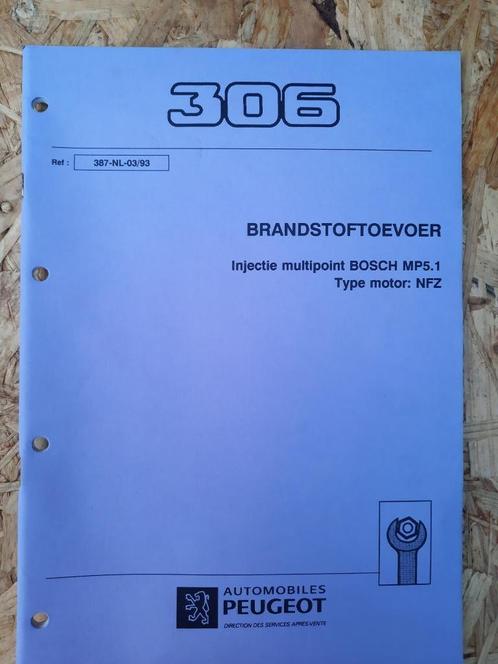 306
Ref : 387-NL-03/93
BRANDSTOFTOEVOER
Injectie multipoint BOSCH MP5.1
Type motor: NFZ
AUTOMOBILES
PEUGEOT
DIRECTION DES SERVICES APRES-VENTE